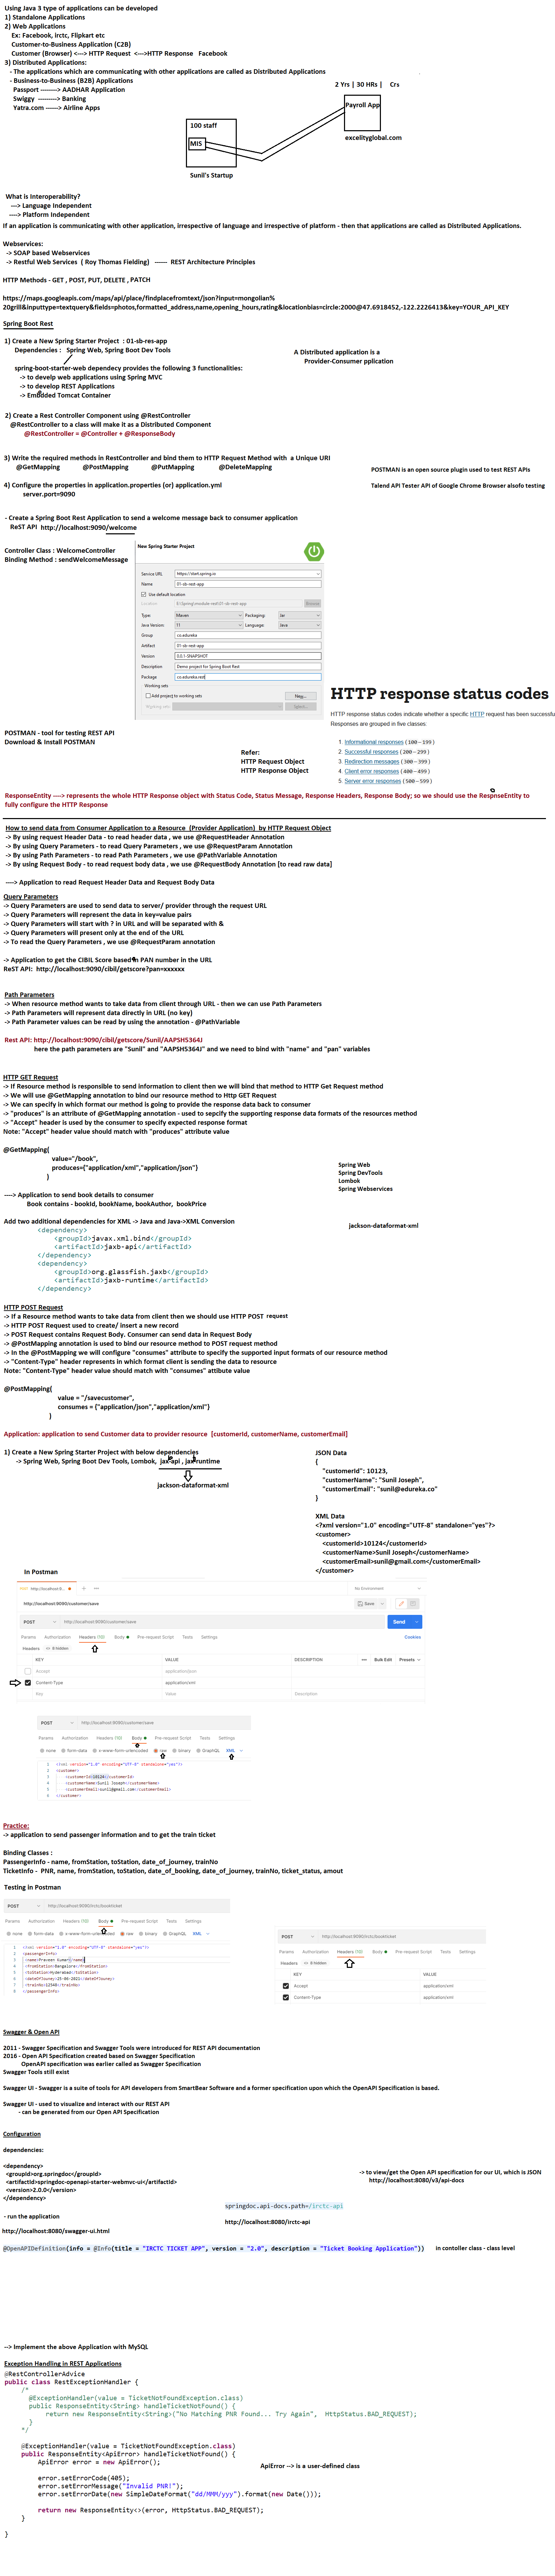 Using Java 3 type of applications can be developed
1) Standalone Applications
2) Web Applications
Ex: Facebook, irctc, Flipkart etc
Customer-to-Business Application (C2B)
Customer (Browser) <---> HTTP Request <--->HTTP Response Facebook
3) Distributed Applications:
- The applications which are communicating with other applications are called as Distributed Applications
- Business-to-Business (B2B) Applications
Passport --------> AADHAR Application
Swiggy ---------> Banking
Yatra.com ------> Airline Apps
2 Yrs | 30 HRs | Crs
Payroll App
100 staff
MIS
excelityglobal.com
Sunil's Startup
What is Interoperability?
---> Language Independent
----> Platform Independent
If an application is communicating with other application, irrespective of language and irrespective of platform - then that applications are called as Distributed Applications.
Webservices:
-> SOAP based Webservices
-> Restful Web Services ( Roy Thomas Fielding) ------ REST Architecture Principles
HTTP Methods - GET , POST, PUT, DELETE , PATCH
https://maps.googleapis.com/maps/api/place/findplacefromtext/json?input=mongolian%
20grill&inputtype=textquery&fields=photos,formatted_address,name,opening_hours,rating&locationbias=circle:2000@47.6918452,-122.2226413&key=YOUR_API_KEY
Spring Boot Rest
1) Create a New Spring Starter Project : 01-sb-res-app
Dependencies : Spring Web, Spring Boot Dev Tools
A Distributed application is a
Provider-Consumer pplication
spring-boot-starter-web dependecy provides the following 3 functionalities:
-> to develp web applications using Spring MVC
-> to develop REST Applications
-> Embdded Tomcat Container
2) Create a Rest Controller Component using @RestController
@RestController to a class will make it as a Distributed Component
@RestController = @Controller + @ResponseBody
3) Write the required methods in RestController and bind them to HTTP Request Method with a Unique URI
@GetMapping @PostMapping @PutMapping @DeleteMapping
POSTMAN is an open source plugin used to test REST APIs
4) Configure the properties in application.properties (or) application.yml
server.port=9090
Talend API Tester API of Google Chrome Browser alsofo testing
- Create a Spring Boot Rest Application to send a welcome message back to consumer application
ReST API http://localhost:9090/welcome
Controller Class : WelcomeController
Binding Method : sendWelcomeMessage
New Spring Starter Project
Service URL https://start.spring.io
Name 01-sb-rest-app
Use default location
Location
Browse
Type: Maven Packaging: Jar
Java Version: 11 Language: Java
Group co.edureka
Artifact 01-sb-rest-app
Version 0.0.1-SNAPSHOT
Description Demo project for Spring Boot Rest
Package co.edureka.rest
Working sets
Add project to working sets New...
Working sets: Select...
HTTP response status codes
HTTP response status codes indicate whether a specific HTTP request has been successfu
Responses are grouped in five classes:
1. Informational responses (100–199)
2. Successful responses (200–299)
3. Redirection messages (300–399)
4. Client error responses (400–499)
5. Server error responses (500–599)
POSTMAN - tool for testing REST API
Download & Install POSTMAN
Refer:
HTTP Request Object
HTTP Response Object
ResponseEntity ----> represents the whole HTTP Response object with Status Code, Status Message, Response Headers, Response Body; so we should use the ResponseEntity to
fully configure the HTTP Response
How to send data from Consumer Application to a Resource (Provider Application) by HTTP Request Object
-> By using request Header Data - to read header data , we use @RequestHeader Annotation
-> By using Query Parameters - to read Query Parameters , we use @RequestParam Annotation
-> By using Path Parameters - to read Path Parameters , we use @PathVariable Annotation
-> By using Request Body - to read request body data , we use @RequestBody Annotation [to read raw data]
----> Application to read Request Header Data and Request Body Data
Query Parameters
-> Query Parameters are used to send data to server/ provider through the request URL
-> Query Parameters will represent the data in key=value pairs
-> Query Parameters will start with ? in URL and will be separated with &
-> Query Parameters will present only at the end of the URL
-> To read the Query Parameters , we use @RequestParam annotation
-> Application to get the CIBIL Score based n PAN number in the URL
ReST API: http://localhost:9090/cibil/getscore?pan=xxxxxx
Path Parameters
-> When resource method wants to take data from client through URL - then we can use Path Parameters
-> Path Parameters will represent data directly in URL (no key)
-> Path Parameter values can be read by using the annotation - @PathVariable
Rest API: http://localhost:9090/cibil/getscore/Sunil/AAPSH5364J
here the path parameters are "Sunil" and "AAPSH5364J" and we need to bind with "name" and "pan" variables
HTTP GET Request
-> If Resource method is responsible to send information to client then we will bind that method to HTTP Get Request method
-> We will use @GetMapping annotation to bind our resource method to Http GET Request
-> We can specify in which format our method is going to provide the response data back to consumer
-> "produces" is an attribute of @GetMapping annotation - used to sepcify the supporting response data formats of the resources method
-> "Accept" header is used by the consumer to specify expected response format
Note: "Accept" header value should match with "produces" attribute value
@GetMapping(
value="/book",
produces={"application/xml","application/json"}
)
Spring Web
Spring DevTools
Lombok
Spring Webservices
----> Application to send book details to consumer
Book contains - bookId, bookName, bookAuthor, bookPrice
Add two additional dependencies for XML -> Java and Java->XML Conversion
jackson-dataformat-xml
<dependency>
<groupId>javax.xml.bind</groupId>
<artifactId>jaxb-api</artifactId>
</dependency>
<dependency>
<groupId>org.glassfish.jaxb</groupId>
<artifactId>jaxb-runtime</artifactId>
</dependency>
HTTP POST Request
-> If a Resource method wants to take data from client then we should use HTTP POST request
-> HTTP POST Request used to create/ insert a new record
-> POST Request contains Request Body. Consumer can send data in Request Body
-> @PostMapping annotation is used to bind our resource method to POST request method
-> In the @PostMapping we will configure "consumes" attribute to specify the supported input formats of our resource method
-> "Content-Type" header represents in which format client is sending the data to resource
Note: "Content-Type" header value should match with "consumes" attibute value
@PostMapping(
value = "/savecustomer",
consumes = {"application/json","application/xml"}
)
Application: application to send Customer data to provider resource [customerId, customerName, customerEmail]
1) Create a New Spring Starter Project with below dependencies
-> Spring Web, Spring Boot Dev Tools, Lombok, jax api , jax runtime
jackson-dataformat-xml
JSON Data
{
"customerId": 10123,
"customerName": "Sunil Joseph",
"customerEmail": "sunil@edureka.co"
}
XML Data
<?xml version="1.0" encoding="UTF-8" standalone="yes"?>
<customer>
<customerId>10124</customerId>
<customerName>Sunil Joseph</customerName>
<customerEmail>sunil@gmail.com</customerEmail>
</customer>
In Postman
http://localhost:9 No Environment
http://localhost:9090/customer/save Save
POST http://localhost:9090/customer/save Send
Params Authorization Headers (10) Body Pre-request Script Tests Settings Cookies
Headers 8 hidden
KEY VALUE DESCRIPTION Bulk Edit Presets
Accept application/json
Content-Type application/xml
Key Value Description
POST http://localhost:9090/customer/save
Params Authorization Headers (10) Body Pre-request Script Tests Settings
none form-data x-www-form-urlencoded raw binary GraphQL XML
1 <?xml version="1.0" encoding="UTF-8" standalone="yes"?>
2 <customer>
3 <customerId>10124</customerId>
4 <customerName>Sunil Joseph</customerName>
5 <customerEmail>sunil@gmail.com</customerEmail>
6 </customer>
Practice:
-> application to send passenger information and to get the train ticket
Binding Classes :
PassengerInfo - name, fromStation, toStation, date_of_journey, trainNo
TicketInfo - PNR, name, fromStation, toStation, date_of_booking, date_of_journey, trainNo, ticket_status, amout
Testing in Postman
POST http://localhost:9090/irctc/bookticket
Params Authorization Headers (10) Body Pre-request Script Tests Settings
none form-data x-www-form-urlencoded raw binary GraphQL XML
1 <?xml version="1.0" encoding="UTF-8" standalone="yes"?>
2 <passengerInfo>
3 <name>Praveen Kumar</name>
4 <fromStation>Bangalore</fromStation>
5 <toStation>Hyderabad</toStation>
6 <dateOfJourney>25-06-2021</dateOfJourney>
7 <trainNo>12540</trainNo>
8 </passengerInfo>
POST http://localhost:9090/irctc/bookticket
Params Authorization Headers (10) Body Pre-request Script Tests Settings
Headers 8 hidden
KEY VALUE
Accept application/xml
Content-Type application/xml
Swagger & Open API
2011 - Swagger Specification and Swagger Tools were introduced for REST API documentation
2016 - Open API Specification created based on Swagger Specification
OpenAPI specification was earlier called as Swagger Specification
Swagger Tools still exist
Swagger UI - Swagger is a suite of tools for API developers from SmartBear Software and a former specification upon which the OpenAPI Specification is based.
Swagger UI - used to visualize and interact with our REST API
- can be generated from our Open API Specification
Configuration
dependencies:
<dependency>
<groupId>org.springdoc</groupId>
<artifactId>springdoc-openapi-starter-webmvc-ui</artifactId>
<version>2.0.0</version>
</dependency>
-> to view/get the Open API specification for our UI, which is JSON
http://localhost:8080/v3/api-docs
springdoc.api-docs.path=/irctc-api
- run the application
http://localhost:8080/irctc-api
http://localhost:8080/swagger-ui.html
@OpenAPIDefinition(info = @Info(title = "IRCTC TICKET APP", version = "2.0", description = "Ticket Booking Application")) in contoller class - class level
--> Implement the above Application with MySQL
Exception Handling in REST Applications
@RestControllerAdvice
public class RestExceptionHandler {
/*
@ExceptionHandler(value = TicketNotFoundException.class)
public ResponseEntity<String> handleTicketNotFound() {
return new ResponseEntity<String>("No Matching PNR Found... Try Again", HttpStatus.BAD_REQUEST);
}
*/
@ExceptionHandler(value = TicketNotFoundException.class)
public ResponseEntity<ApiError> handleTicketNotFound() {
ApiError error = new ApiError();
ApiError --> is a user-defined class
error.setErrorCode(405);
error.setErrorMessage("Invalid PNR!");
error.setErrorDate(new SimpleDateFormat("dd/MMM/yyy").format(new Date()));
return new ResponseEntity<>(error, HttpStatus.BAD_REQUEST);
}
}